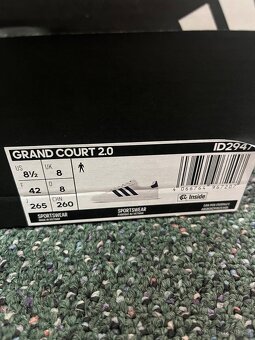 GRAND COURT 2.0 ID2947
US 8½ UK 8
F 42 D 8
J 265 CHN 260
Inside
SPORTSWEAR SPORTSWEAR